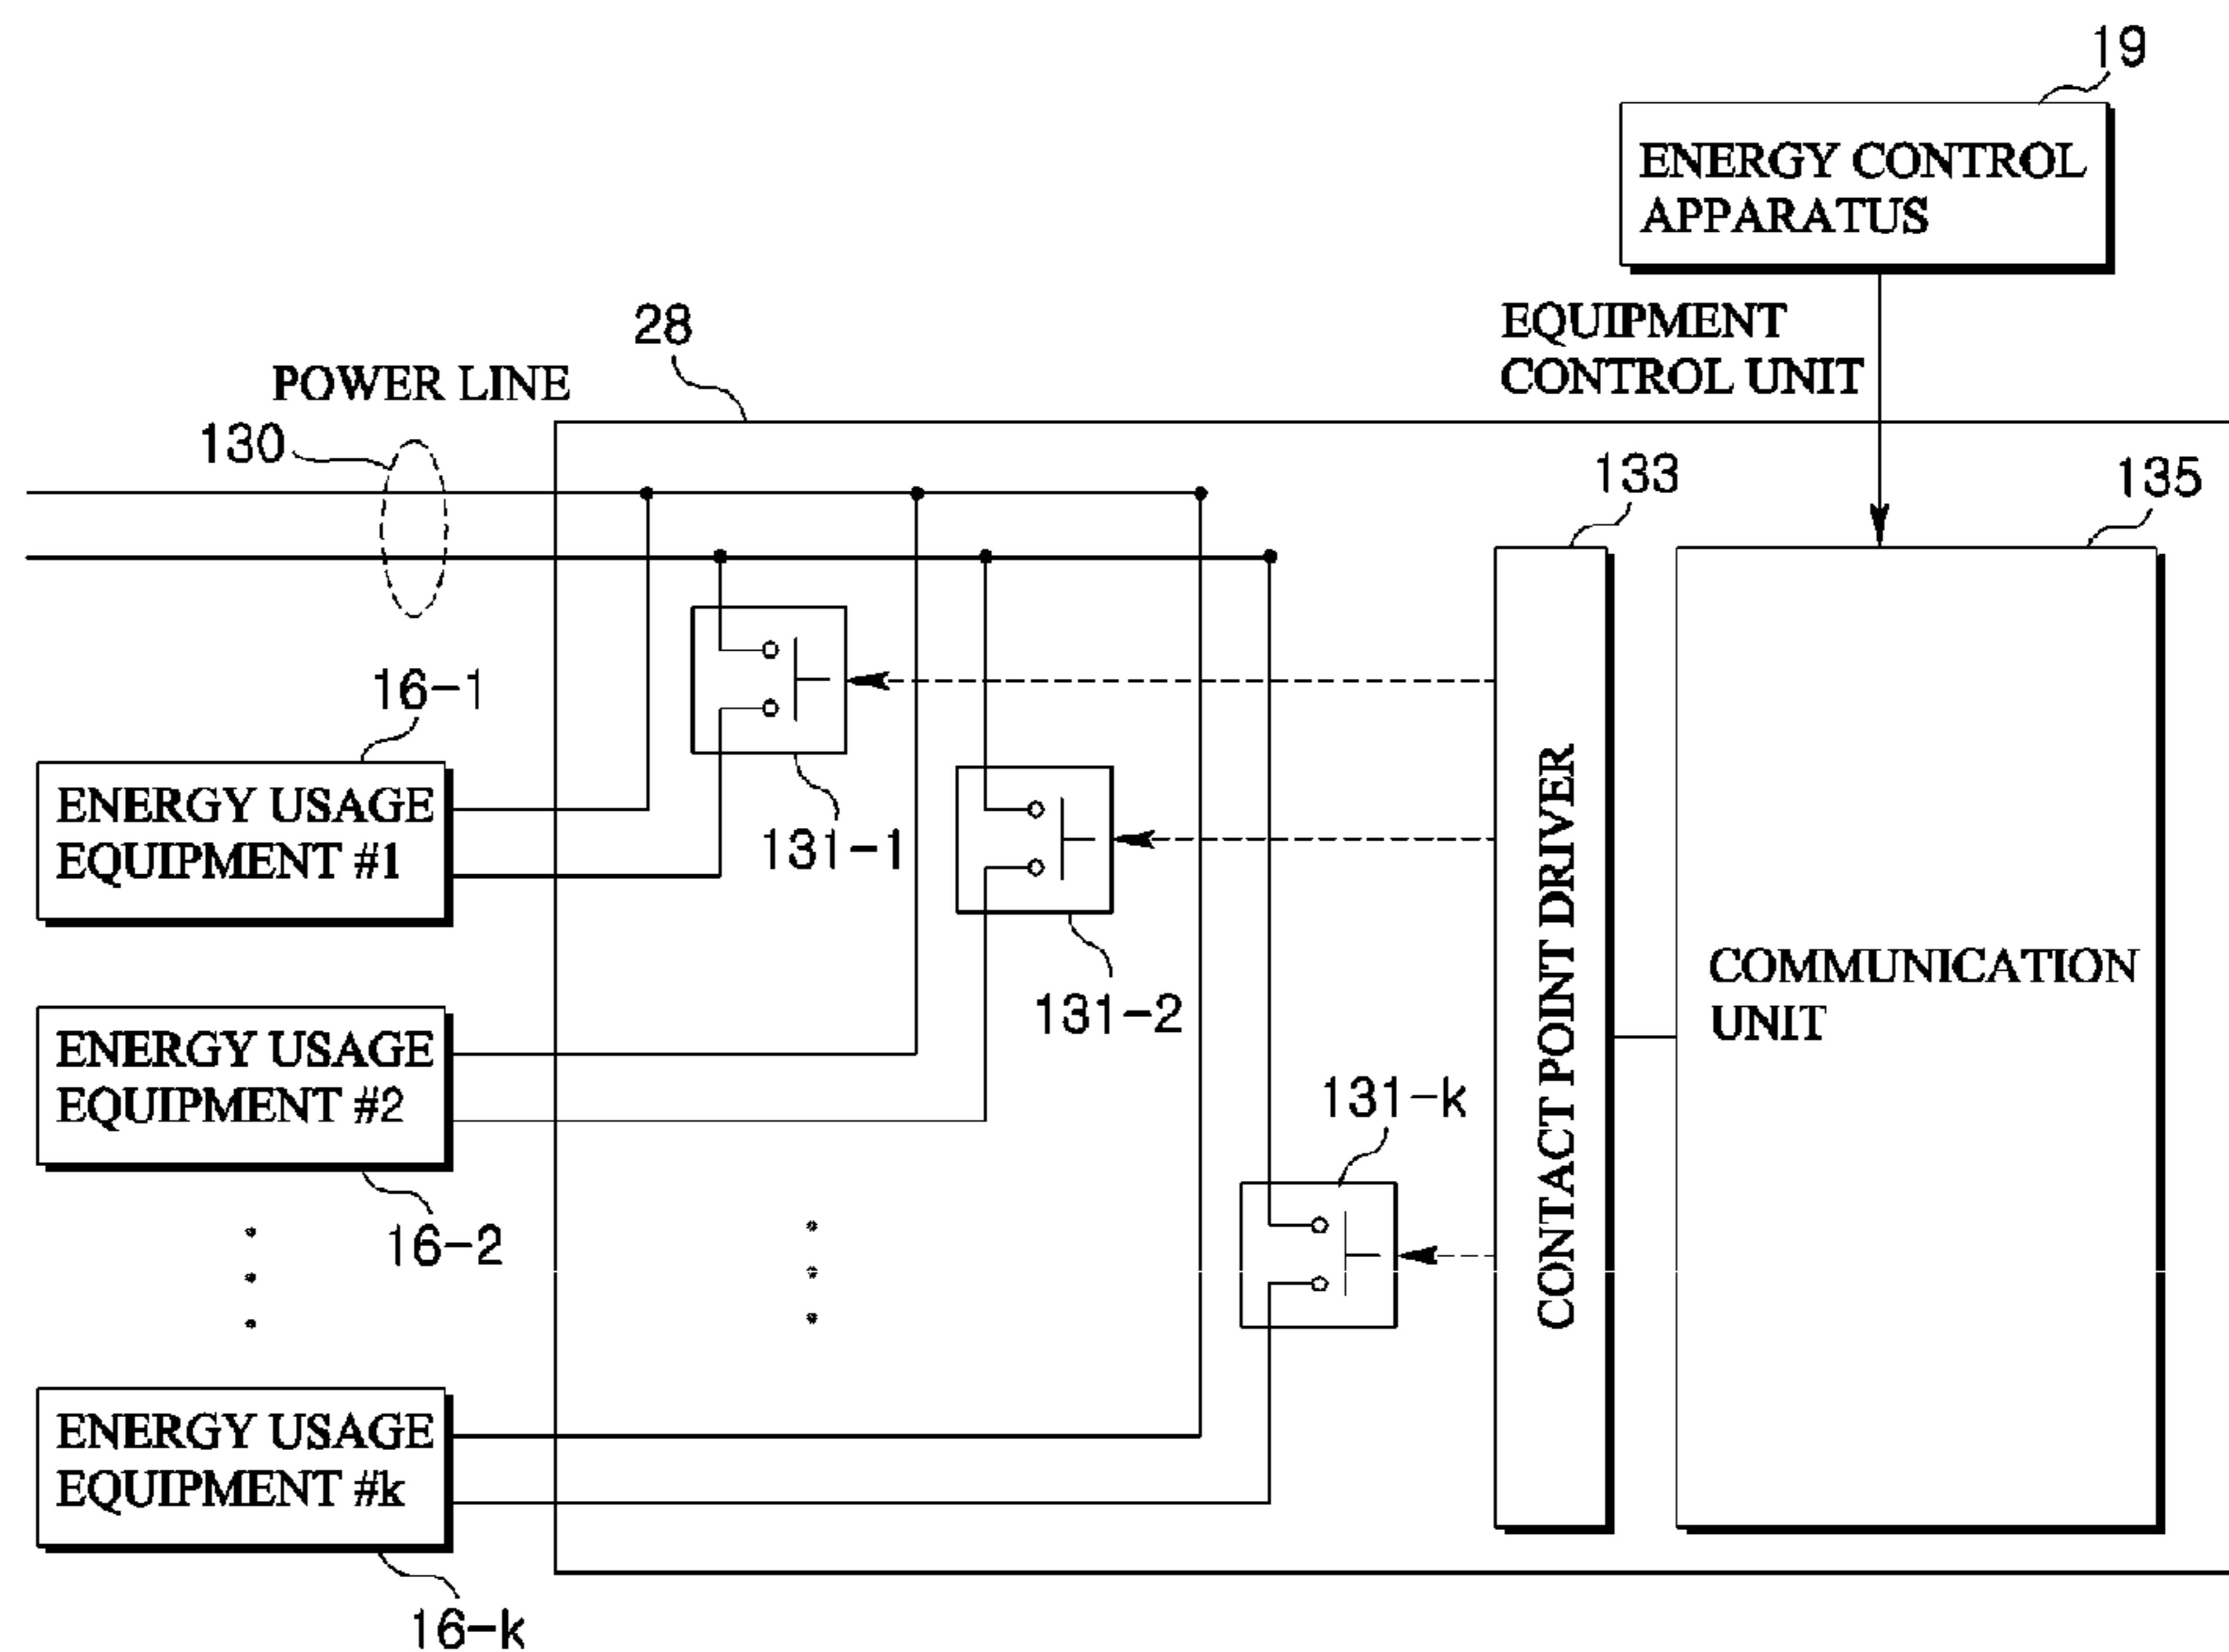 19
ENERGY CONTROL
APPARATUS
28
EQUIPMENT
CONTROL UNIT
POWER LINE
130
133
135
16-1
ENERGY USAGE
EQUIPMENT #1
131-1
131-2
CONTACT POINT DRIVER
COMMUNICATION
UNIT
ENERGY USAGE
EQUIPMENT #2
131-k
16-2
ENERGY USAGE
EQUIPMENT #k
16-k